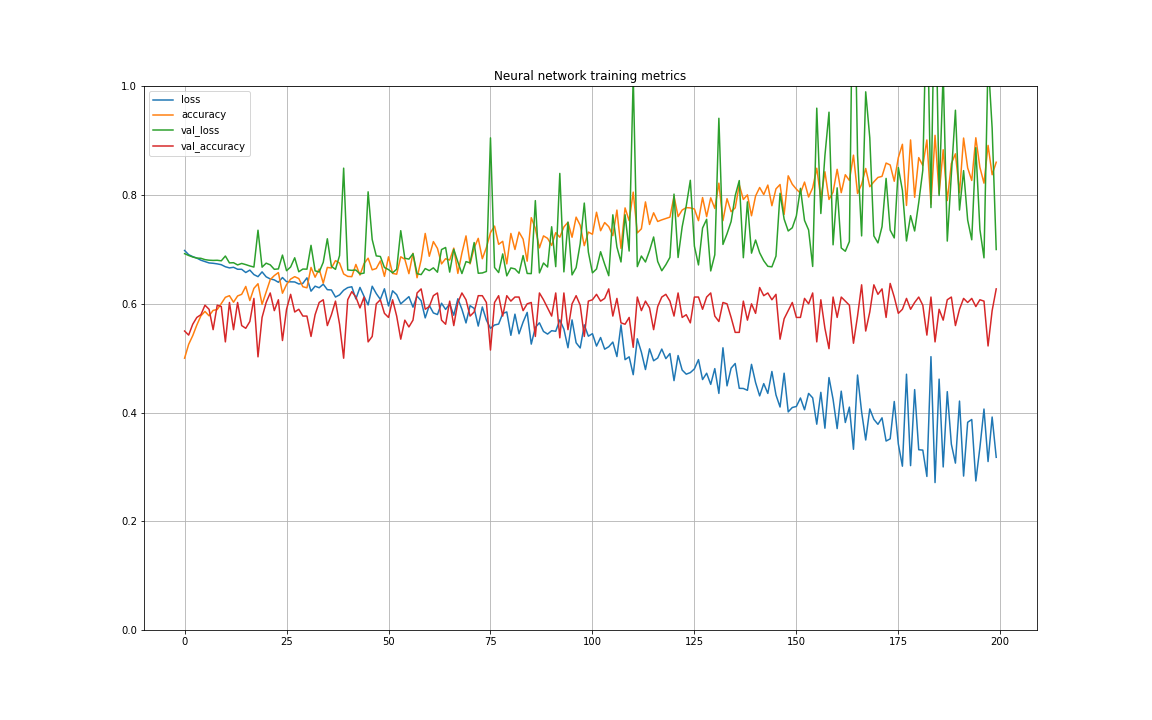 Neural network training metrics
1.0
loss
accuracy
val_loss
val_accuracy
0.8
0.6
0.4
0.2
0.0
0 25 50 75 100 125 150 175 200